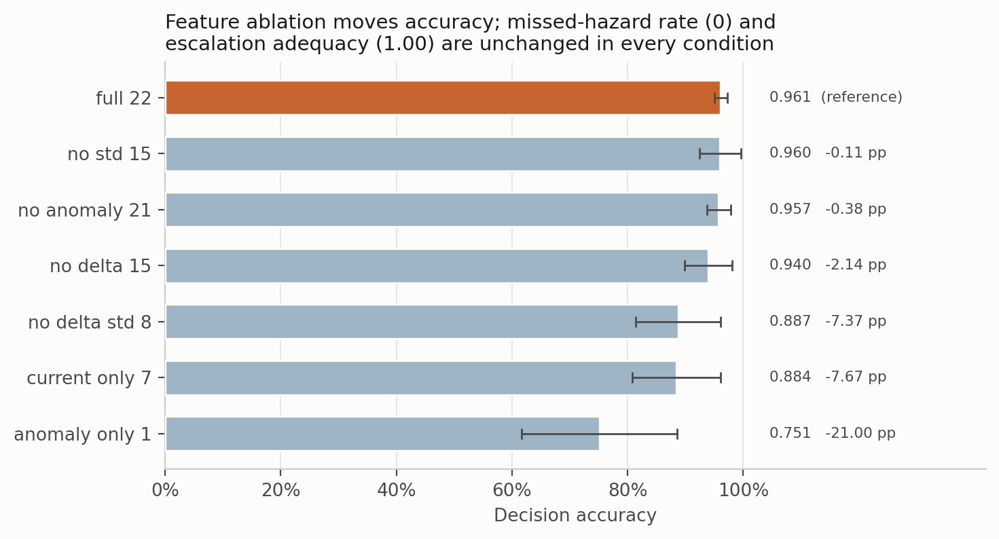 Feature ablation moves accuracy; missed-hazard rate (0) and
escalation adequacy (1.00) are unchanged in every condition
full 22
0.961 (reference)
no std 15
0.960 -0.11 pp
no anomaly 21
0.957 -0.38 pp
no delta 15
0.940 -2.14 pp
no delta std 8
0.887 -7.37 pp
current only 7
0.884 -7.67 pp
anomaly only 1
0.751 -21.00 pp
0% 20% 40% 60% 80% 100%
Decision accuracy